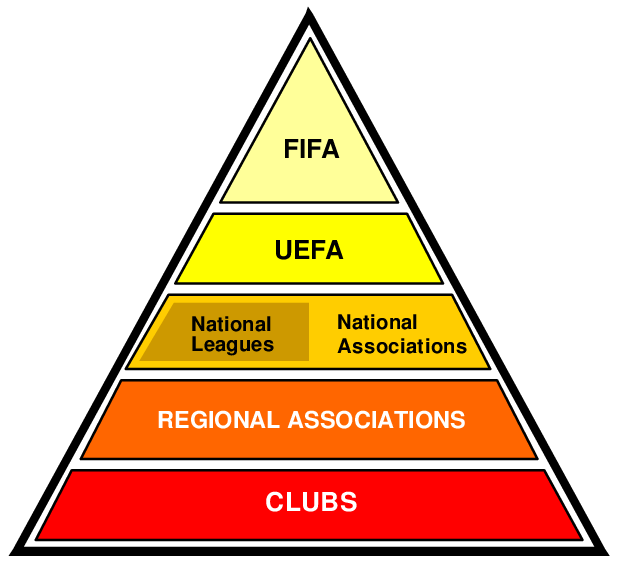 FIFA
UEFA
National
Leagues
National
Associations
REGIONAL ASSOCIATIONS
CLUBS